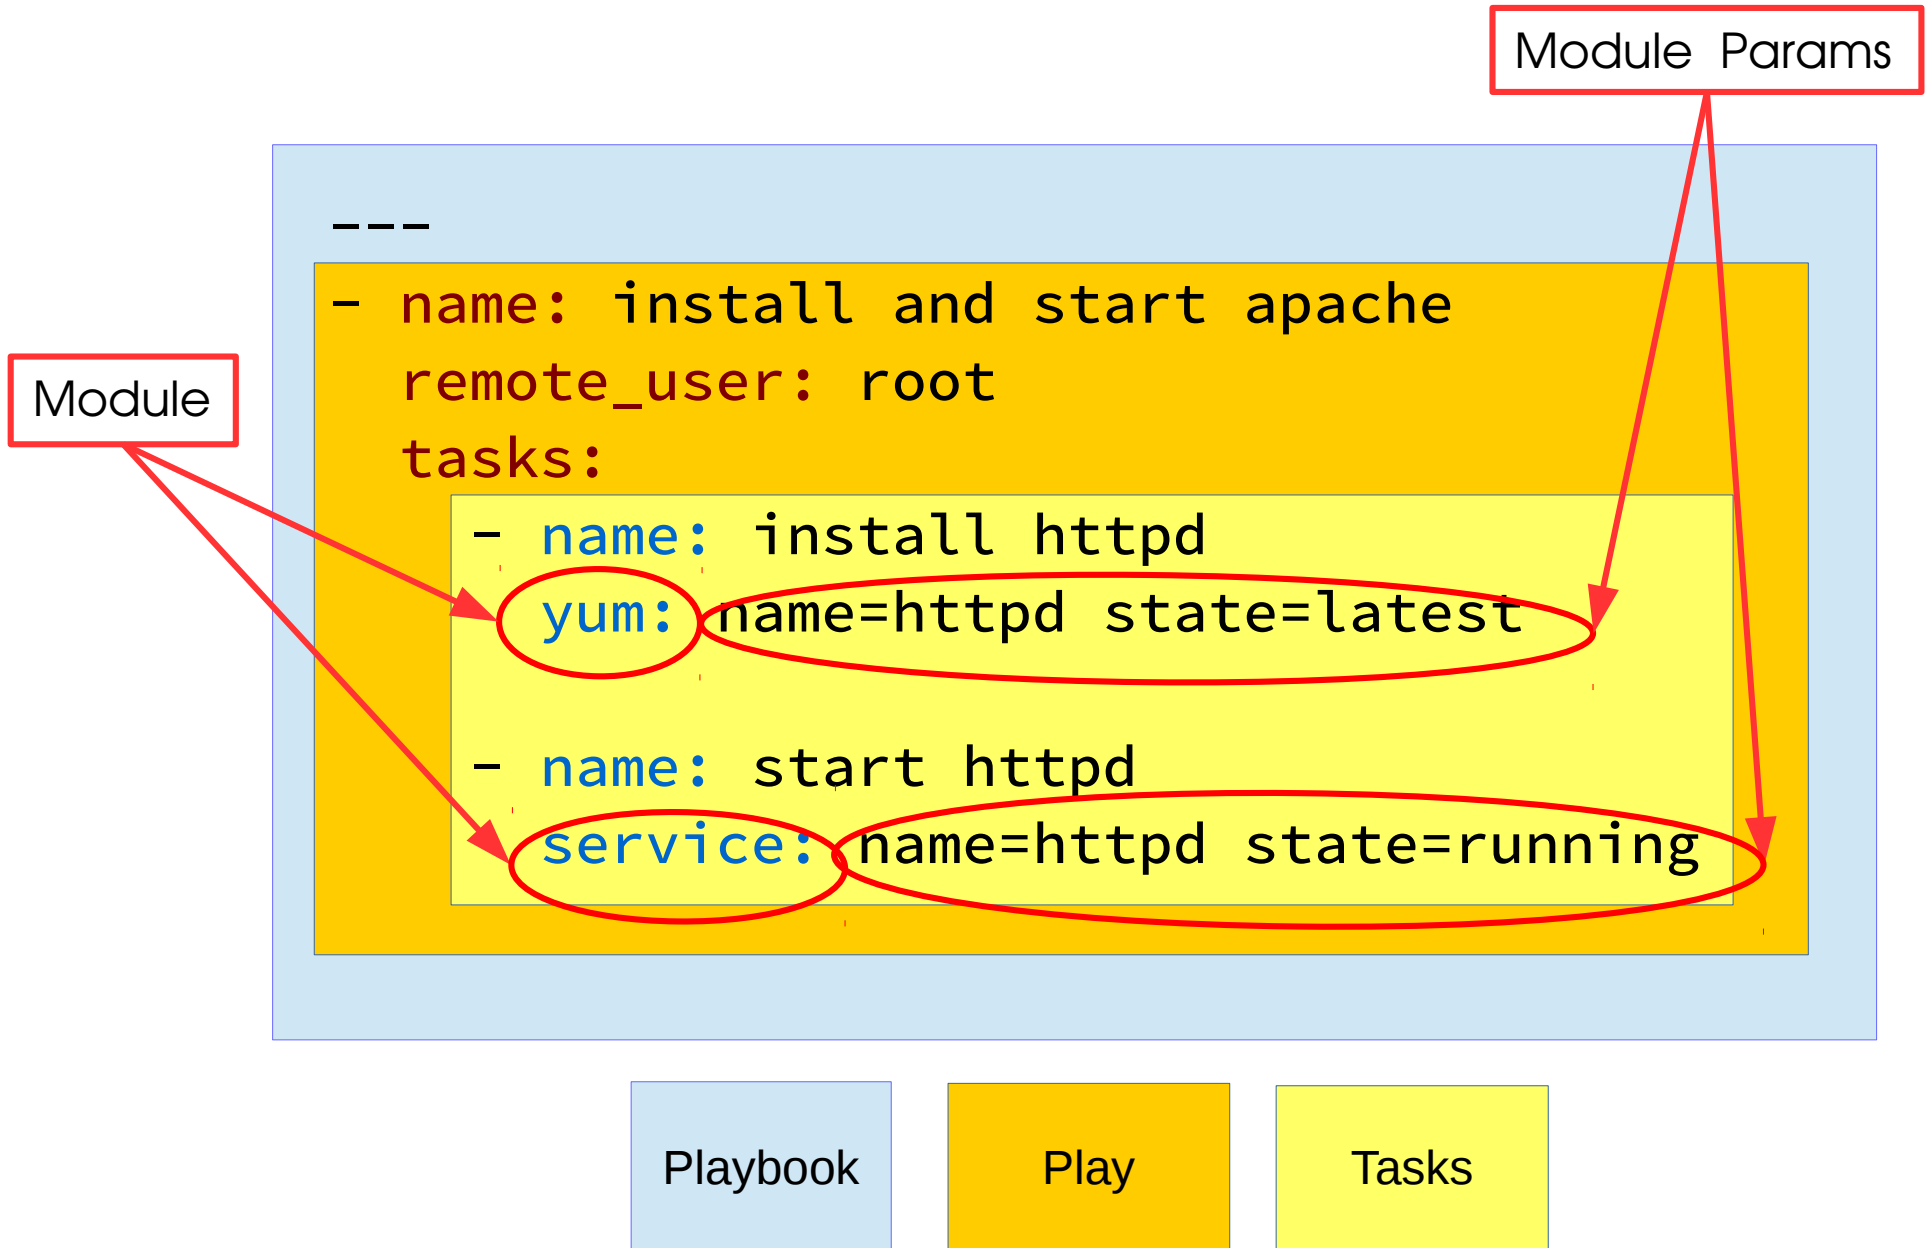 Module Params
---
- name: install and start apache
remote_user: root
Module
tasks:
- name: install httpd
yum: name=httpd state=latest
- name: start httpd
service: name=httpd state=running
Playbook
Play
Tasks